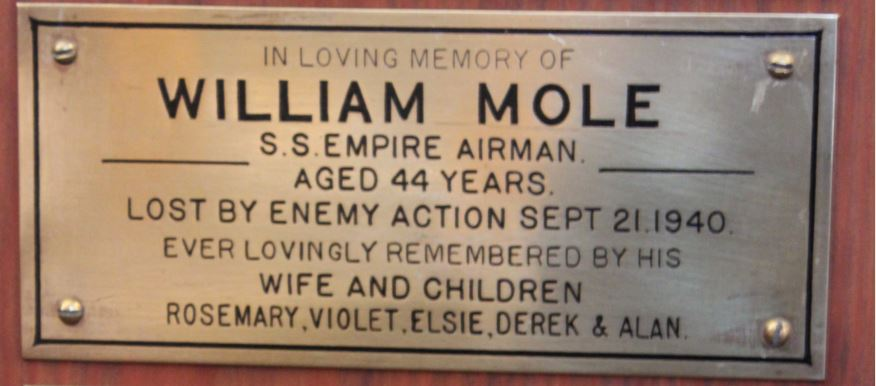 IN LOVING MEMORY OF
WILLIAM MOLE
S.S. EMPIRE AIRMAN.
AGED 44 YEARS.
LOST BY ENEMY ACTION SEPT 21.1940.
EVER LOVINGLY REMEMBERED BY HIS
WIFE AND CHILDREN
ROSEMARY, VIOLET, ELSIE, DEREK & ALAN.